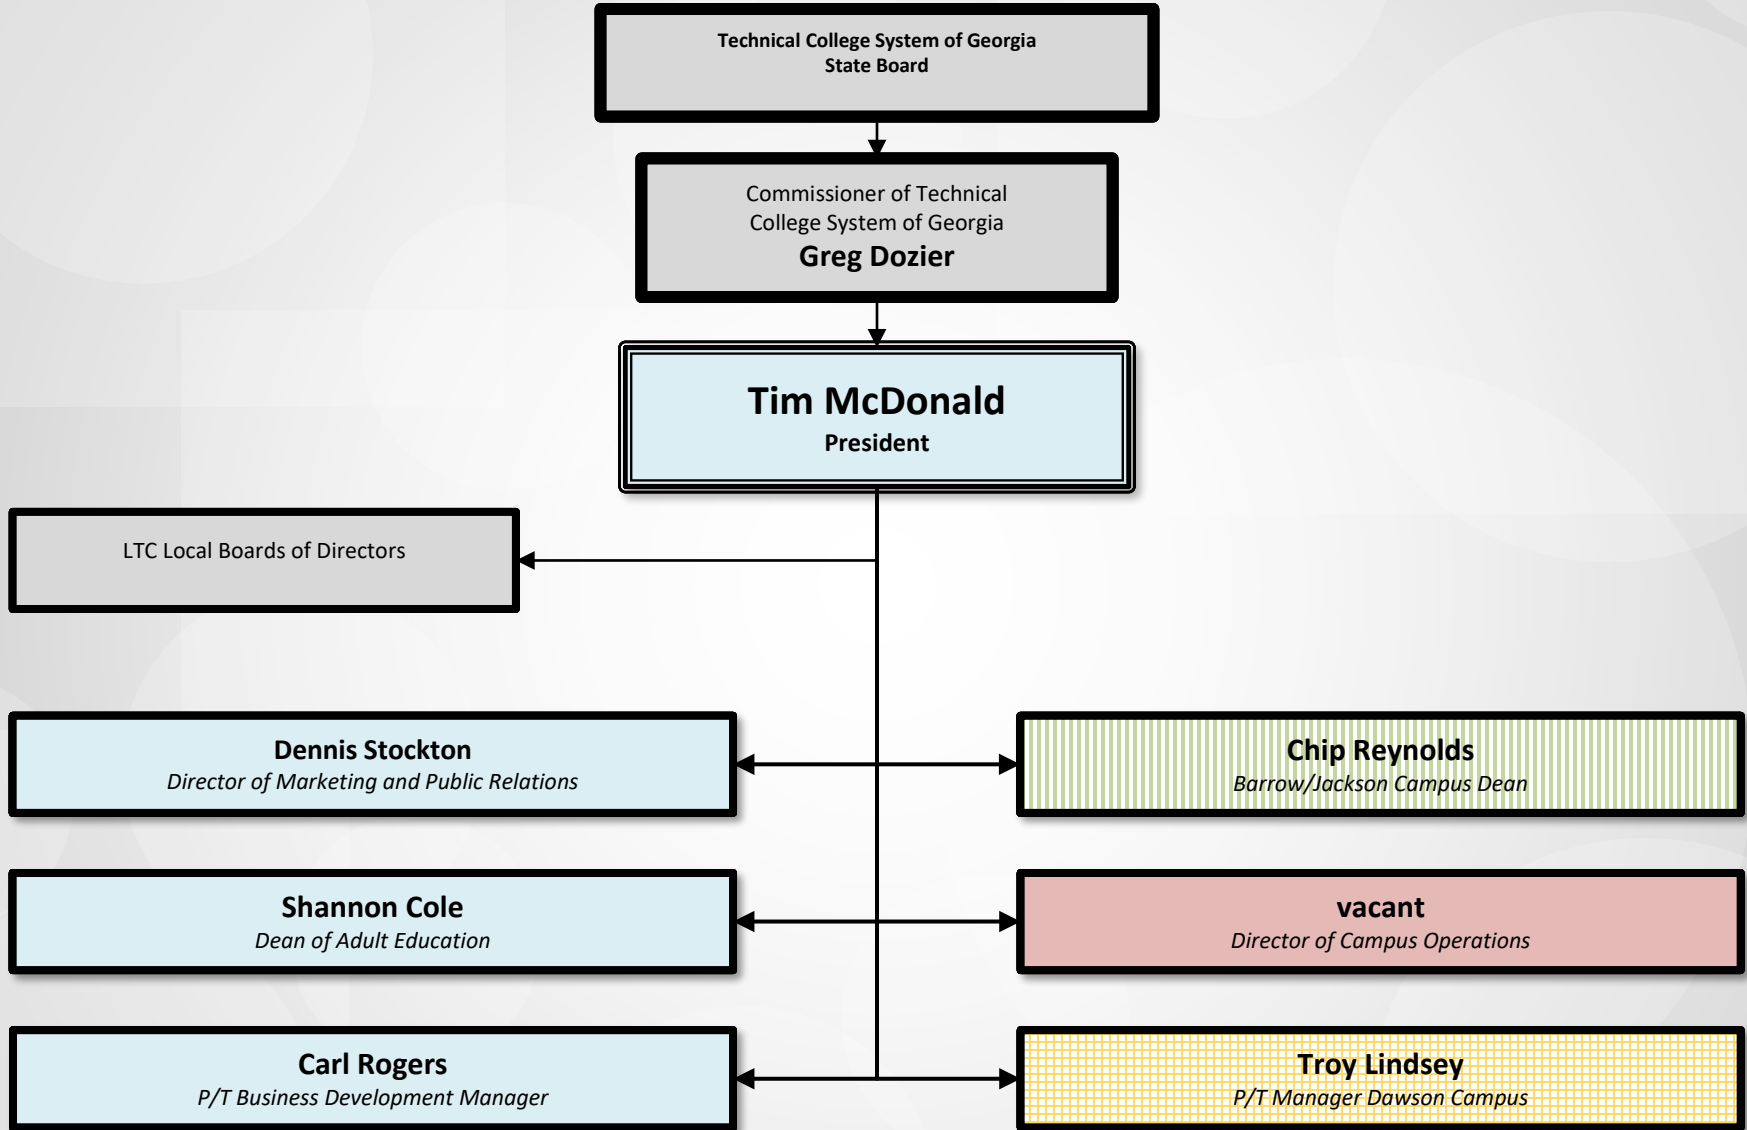 Technical College System of Georgia
State Board
Commissioner of Technical
College System of Georgia
Greg Dozier
Tim McDonald
President
LTC Local Boards of Directors
Dennis Stockton
Director of Marketing and Public Relations
Chip Reynolds
Barrow/Jackson Campus Dean
Shannon Cole
Dean of Adult Education
vacant
Director of Campus Operations
Carl Rogers
P/T Business Development Manager
Troy Lindsey
P/T Manager Dawson Campus